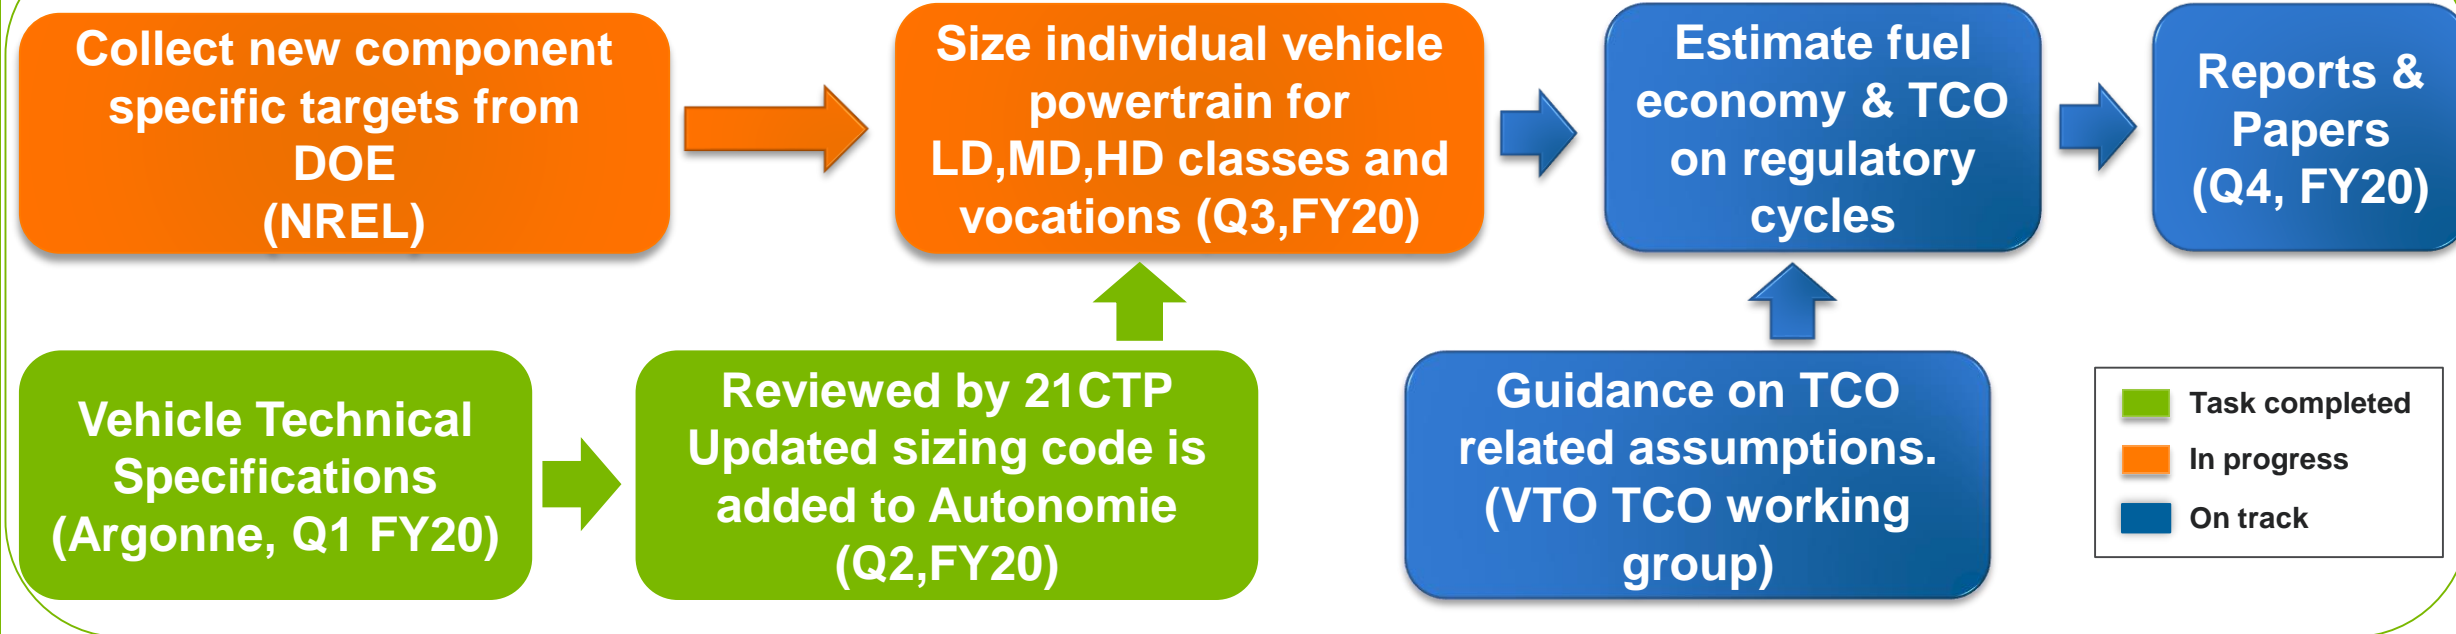 Collect new component
specific targets from
DOE
(NREL)
Size individual vehicle
powertrain for
LD,MD,HD classes and
vocations (Q3,FY20)
Estimate fuel
economy & TCO
on regulatory
cycles
Reports &
Papers
(Q4, FY20)
Vehicle Technical
Specifications
(Argonne, Q1 FY20)
Reviewed by 21CTP
Updated sizing code is
added to Autonomie
(Q2,FY20)
Guidance on TCO
related assumptions.
(VTO TCO working
group)
Task completed
In progress
On track